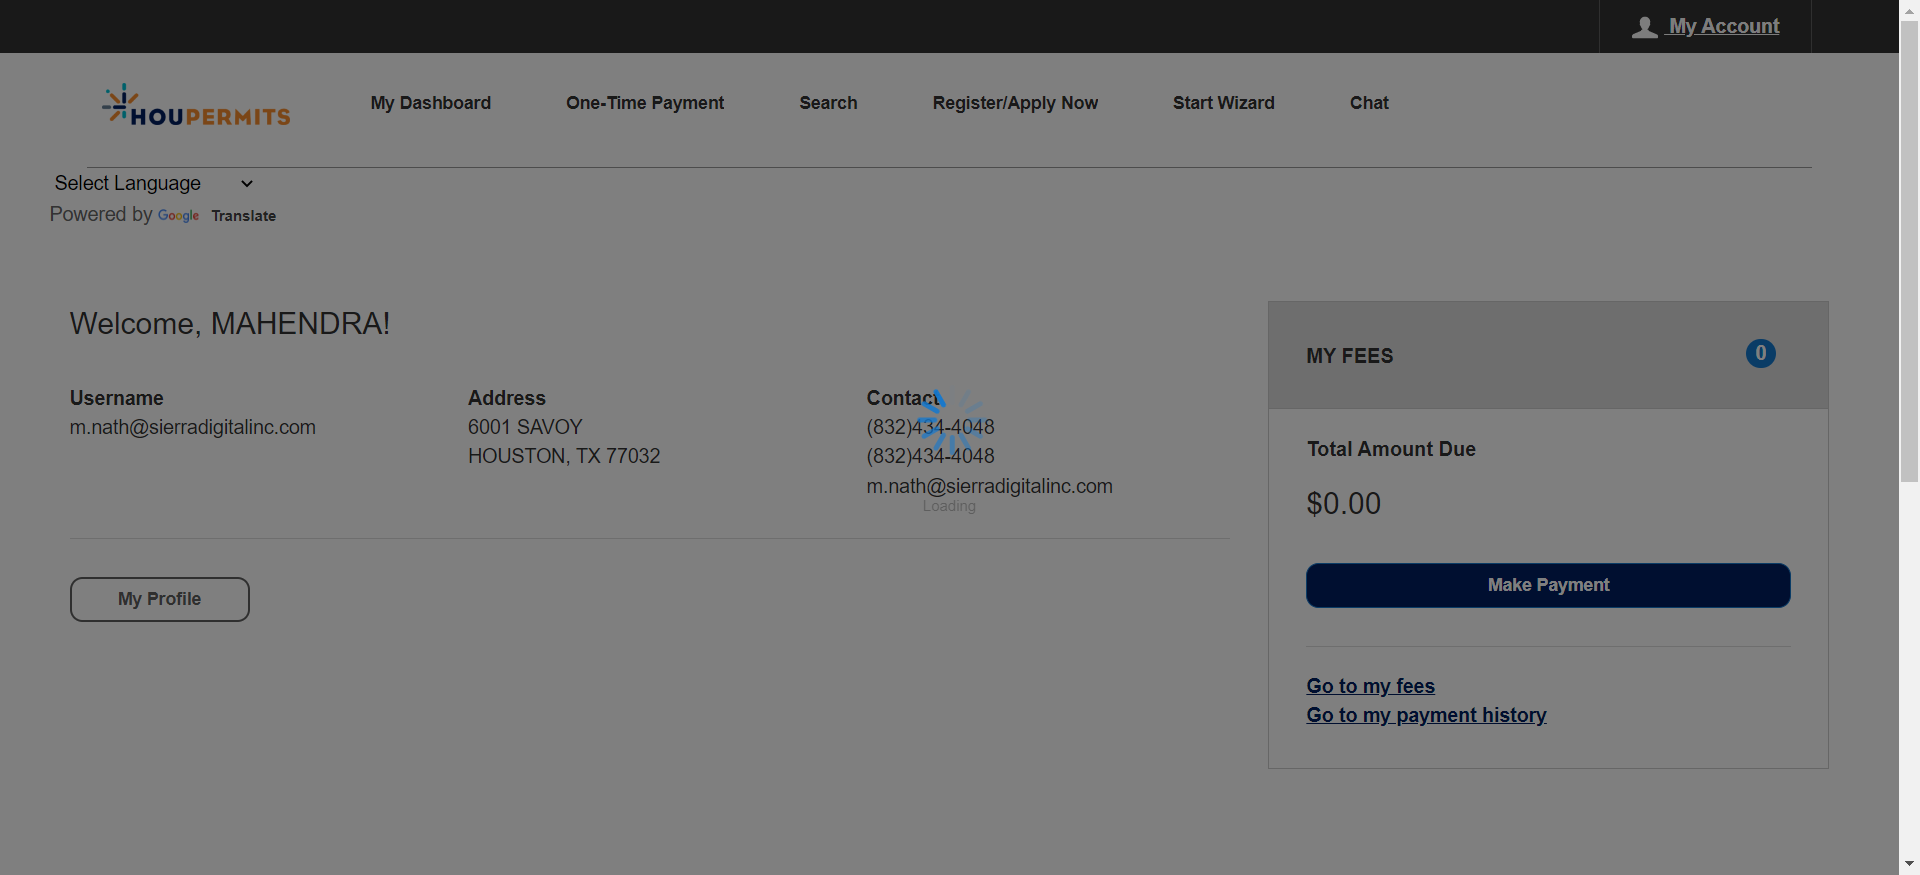 My Account
HOUPERMITS
My Dashboard
One-Time Payment
Search
Register/Apply Now
Start Wizard
Chat
Select Language
Powered by Google Translate
Welcome, MAHENDRA!
Username
m.nath@sierradigitalinc.com
Address
6001 SAVOY
HOUSTON, TX 77032
Contact
(832)434-4048
(832)434-4048
m.nath@sierradigitalinc.com
Loading
My Profile
MY FEES
0
Total Amount Due
$0.00
Make Payment
Go to my fees
Go to my payment history